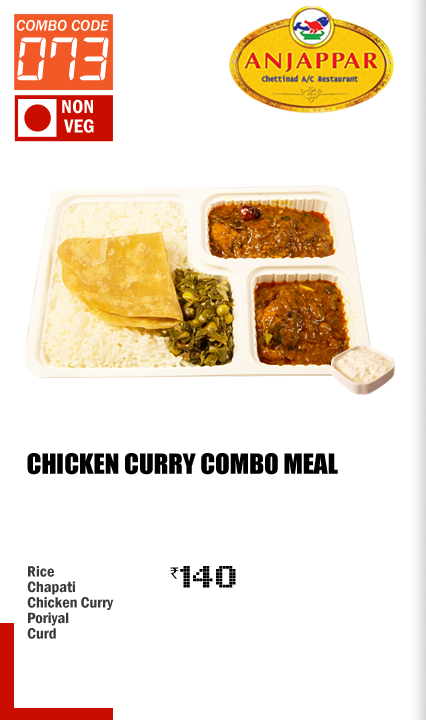 COMBO CODE
073
NON
VEG
ANJAPPAR
Chettinad A/C Restaurant
CHICKEN CURRY COMBO MEAL
Rice
Chapati
Chicken Curry
Poriyal
Curd
₹140